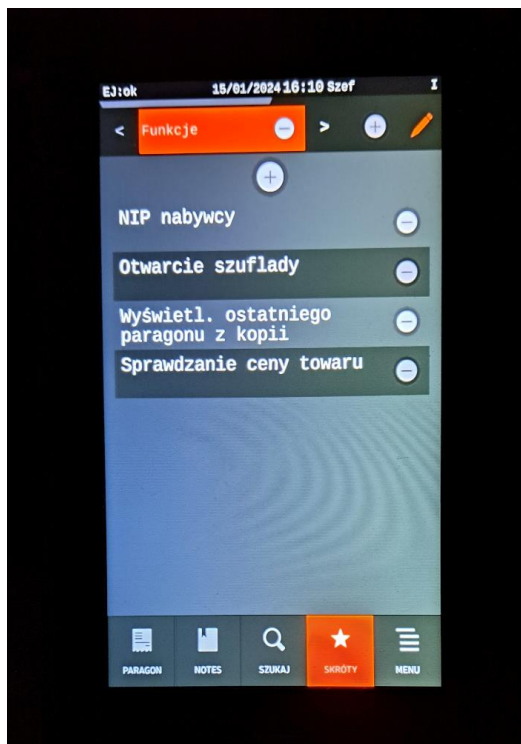 EJ:ok 15/01/2024 16:10 Szef I
< Funkcje - > +
+
NIP nabywcy -
Otwarcie szuflady -
Wyświetl. ostatniego
paragonu z kopii -
Sprawdzanie ceny towaru -
PARAGON NOTES SZUKAJ SKRÓTY MENU